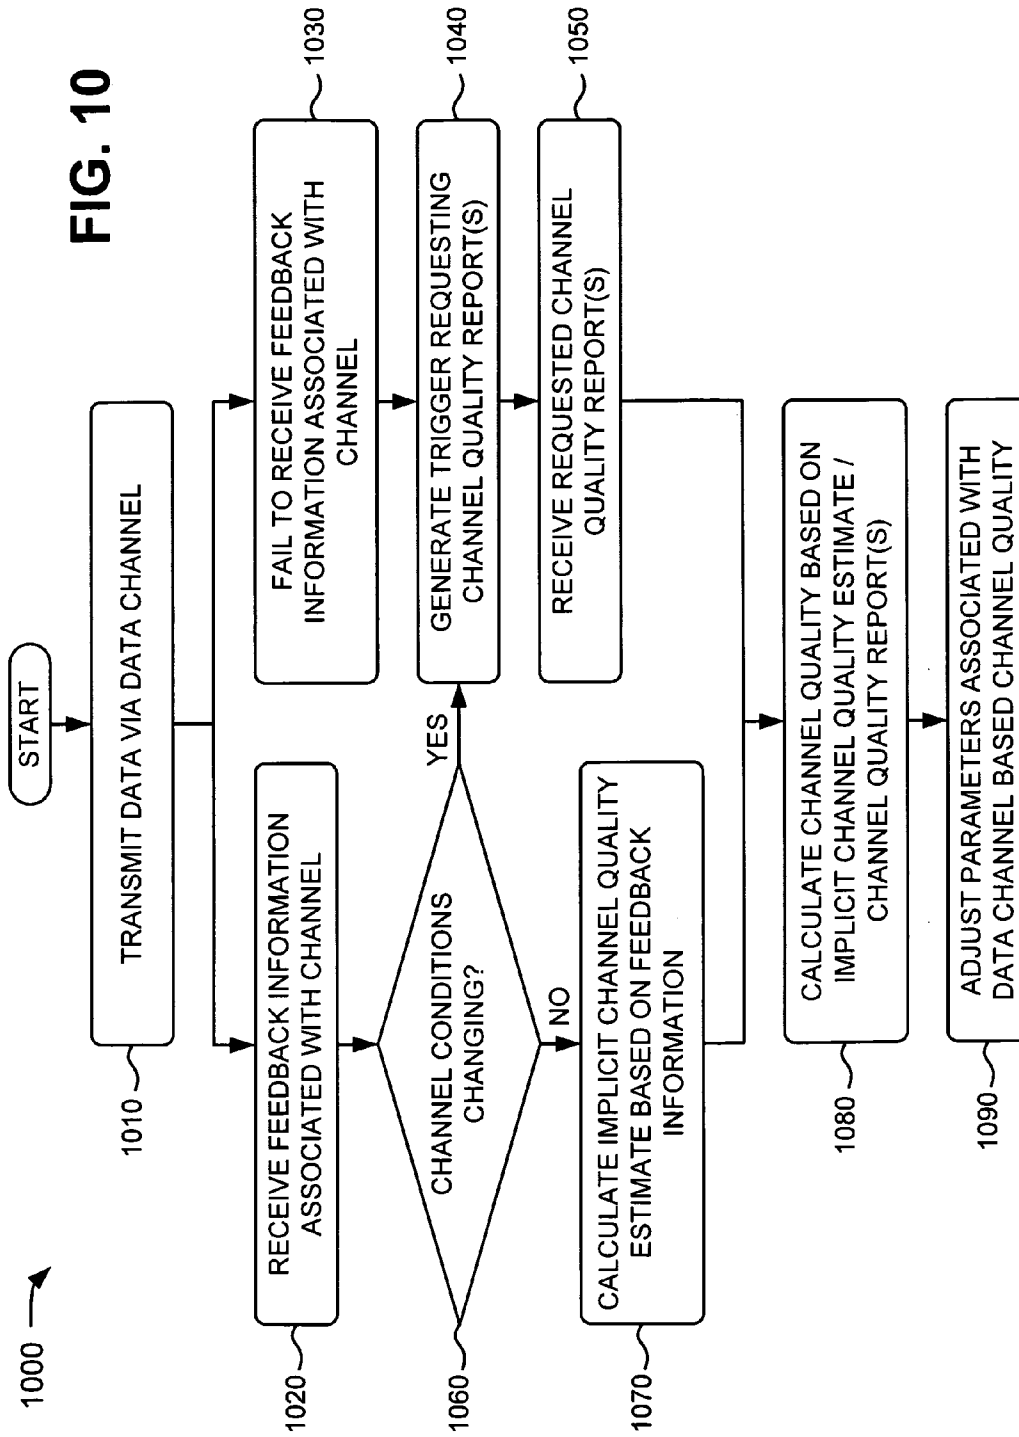 FIG. 10
1000
START
1010
TRANSMIT DATA VIA DATA CHANNEL
1020
RECEIVE FEEDBACK INFORMATION
ASSOCIATED WITH CHANNEL
1030
FAIL TO RECEIVE FEEDBACK
INFORMATION ASSOCIATED WITH
CHANNEL
1060
CHANNEL CONDITIONS
CHANGING?
YES
NO
1040
GENERATE TRIGGER REQUESTING
CHANNEL QUALITY REPORT(S)
1050
RECEIVE REQUESTED CHANNEL
QUALITY REPORT(S)
1070
CALCULATE IMPLICIT CHANNEL QUALITY
ESTIMATE BASED ON FEEDBACK
INFORMATION
1080
CALCULATE CHANNEL QUALITY BASED ON
IMPLICIT CHANNEL QUALITY ESTIMATE /
CHANNEL QUALITY REPORT(S)
1090
ADJUST PARAMETERS ASSOCIATED WITH
DATA CHANNEL BASED CHANNEL QUALITY